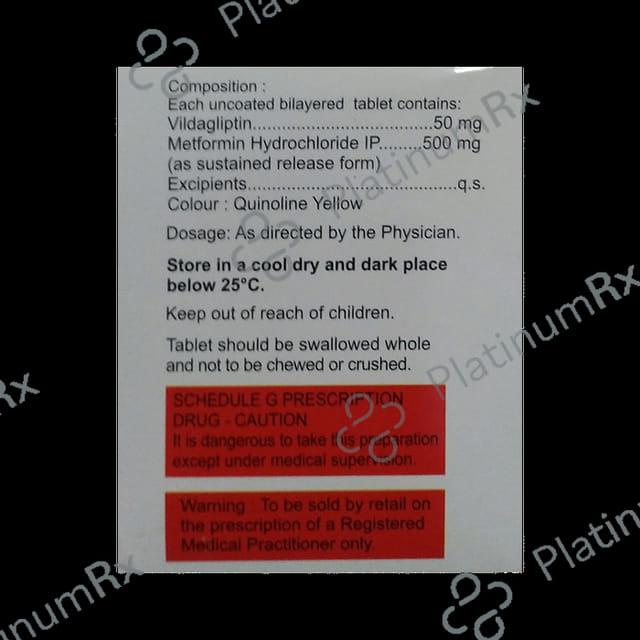 PlatinumRx
Composition :
Each uncoated bilayered tablet contains:
Vildagliptin.....................................50 mg
Metformin Hydrochloride IP.........500 mg
(as sustained release form)
Excipients...........................................q.s.
Colour : Quinoline Yellow
Dosage: As directed by the Physician.
Store in a cool dry and dark place
below 25°C.
Keep out of reach of children.
Tablet should be swallowed whole
and not to be chewed or crushed.
SCHEDULE G PRESCRIPTION
DRUG - CAUTION
It is dangerous to take this preparation
except under medical supervision.
Warning : To be sold by retail on
the prescription of a Registered
Medical Practitioner only.
PlatinumRx
PlatinumRx
PlatinumRx
PlatinumRx